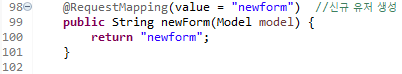 98 @RequestMapping(value = "newform")  //신규 유저 생성
99 public String newForm(Model model) {
100 return "newform";
101 }
102